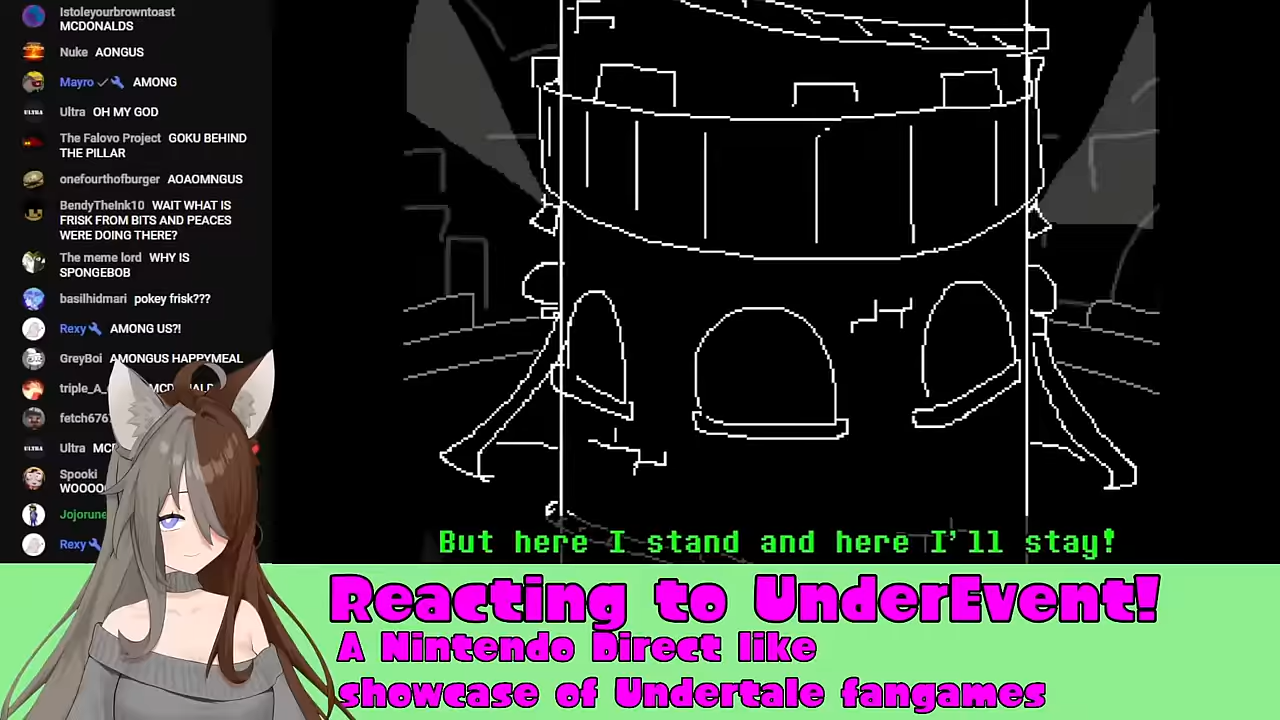 Istoleyourbrowntoast
MCDONALDS
Nuke AONGUS
Mayro AMONG
ULTRA Ultra OH MY GOD
The Falovo Project GOKU BEHIND
THE PILLAR
onefourthofburger AOAOMNGUS
BendyTheInk10 WAIT WHAT IS
FRISK FROM BITS AND PEACES
WERE DOING THERE?
The meme lord WHY IS
SPONGEBOB
basilhidmari pokey frisk???
Rexy AMONG US?!
GreyBoi AMONGUS HAPPYMEAL
ULTRA Ultra
Spooki
Rexy
But here I stand and here I'll stay!
Reacting to UnderEvent!
A Nintendo Direct like
showcase of Undertale fangames